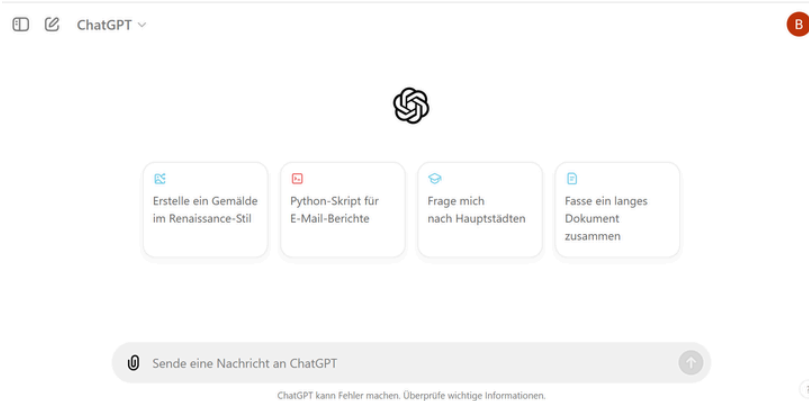 ChatGPT
B
Erstelle ein Gemälde
im Renaissance-Stil
Python-Skript für
E-Mail-Berichte
Frage mich
nach Hauptstädten
Fasse ein langes
Dokument
zusammen
Sende eine Nachricht an ChatGPT
ChatGPT kann Fehler machen. Überprüfe wichtige Informationen.